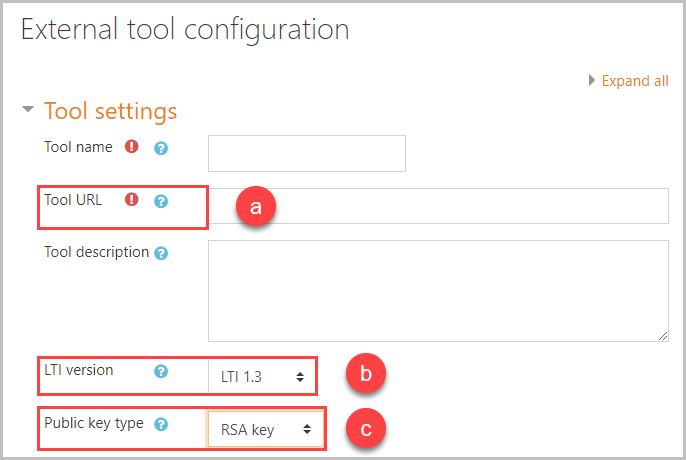 External tool configuration
Expand all
Tool settings
Tool name
Tool URL
a
Tool description
LTI version
LTI 1.3
b
Public key type
RSA key
c